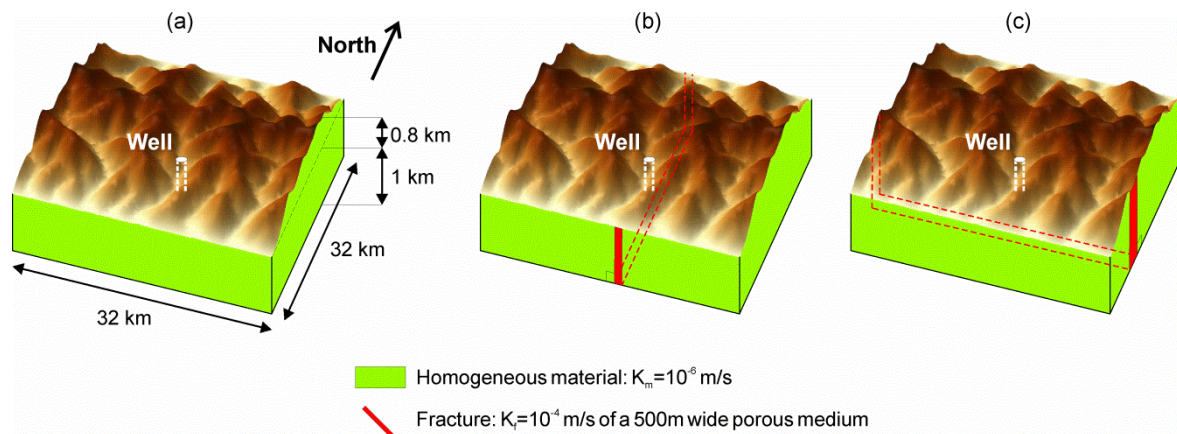 (a)
(b)
(c)
North
Well
Well
Well
0.8 km
1 km
32 km
32 km
Homogeneous material: Kₘ=10⁻⁶ m/s
Fracture: K_f=10⁻⁴ m/s of a 500m wide porous medium